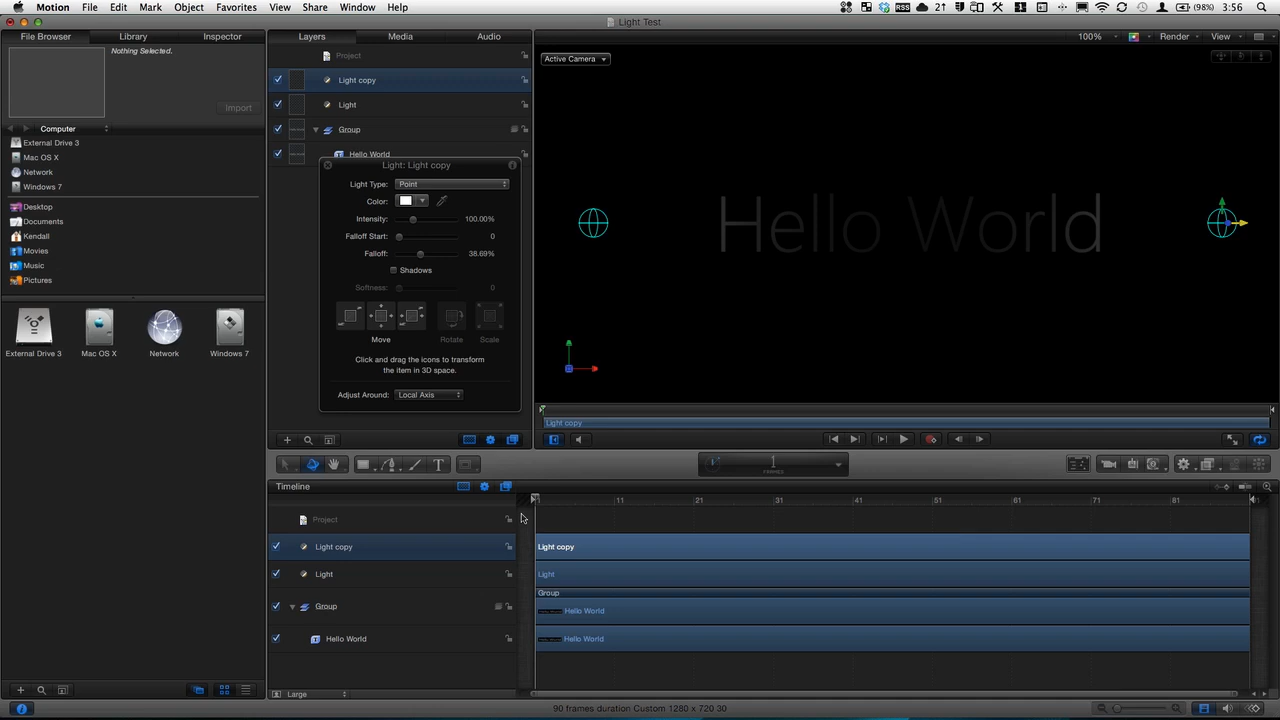 Motion File Edit Mark Object Favorites View Share Window Help
2↑ (98%) 3:56
Light Test
File Browser Library Inspector
Layers Media Audio
100% Render View
Nothing Selected.
Import
Computer
External Drive 3
Mac OS X
Network
Windows 7
Desktop
Documents
Kendall
Movies
Music
Pictures
External Drive 3 Mac OS X Network Windows 7
Project
Light copy
Light
Group
Hello World
Light: Light copy
Light Type: Point
Color:
Intensity: 100.00%
Falloff Start: 0
Falloff: 38.69%
Shadows
Softness: 0
Move Rotate Scale
Click and drag the icons to transform
the item in 3D space.
Adjust Around: Local Axis
Active Camera
Hello World
Light copy
1
FRAMES
Timeline
1 11 21 31 41 51 61 71 81
Project
Light copy Light copy
Light Light
Group
Group Hello World
Hello World Hello World
Large
90 frames duration Custom 1280 x 720 30